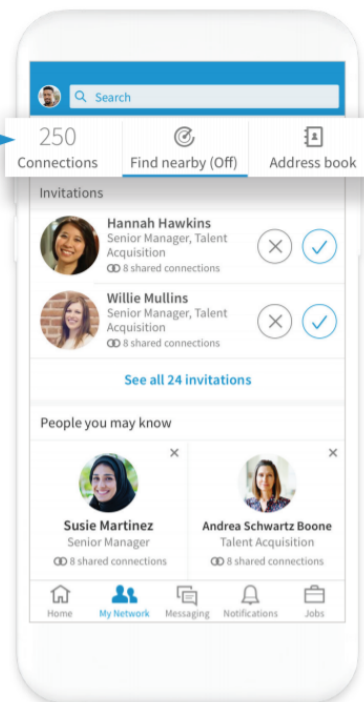 Search
250
Connections
Find nearby (Off)
Address book
Invitations
Hannah Hawkins
Senior Manager, Talent
Acquisition
8 shared connections
Willie Mullins
Senior Manager, Talent
Acquisition
8 shared connections
See all 24 invitations
People you may know
Susie Martinez
Senior Manager
8 shared connections
Andrea Schwartz Boone
Talent Acquisition
8 shared connections
Home
My Network
Messaging
Notifications
Jobs